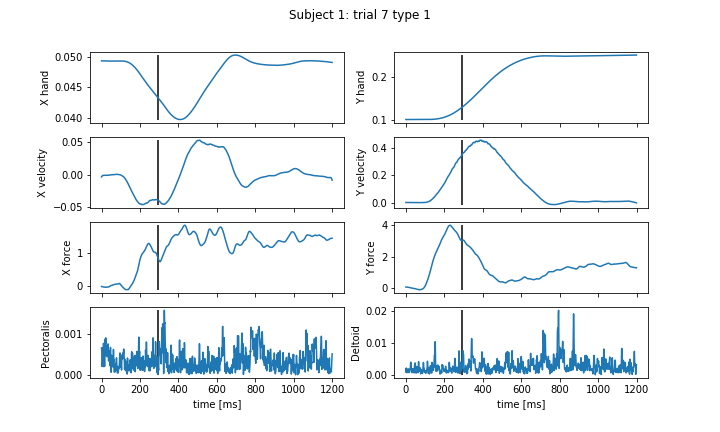 Subject 1: trial 7 type 1
X hand
0.050
0.045
0.040
Y hand
0.2
0.1
X velocity
0.05
0.00
−0.05
Y velocity
0.4
0.2
0.0
X force
1
0
Y force
4
2
0
Pectoralis
0.001
0.000
0 200 400 600 800 1000 1200
time [ms]
Deltoid
0.02
0.01
0.00
0 200 400 600 800 1000 1200
time [ms]